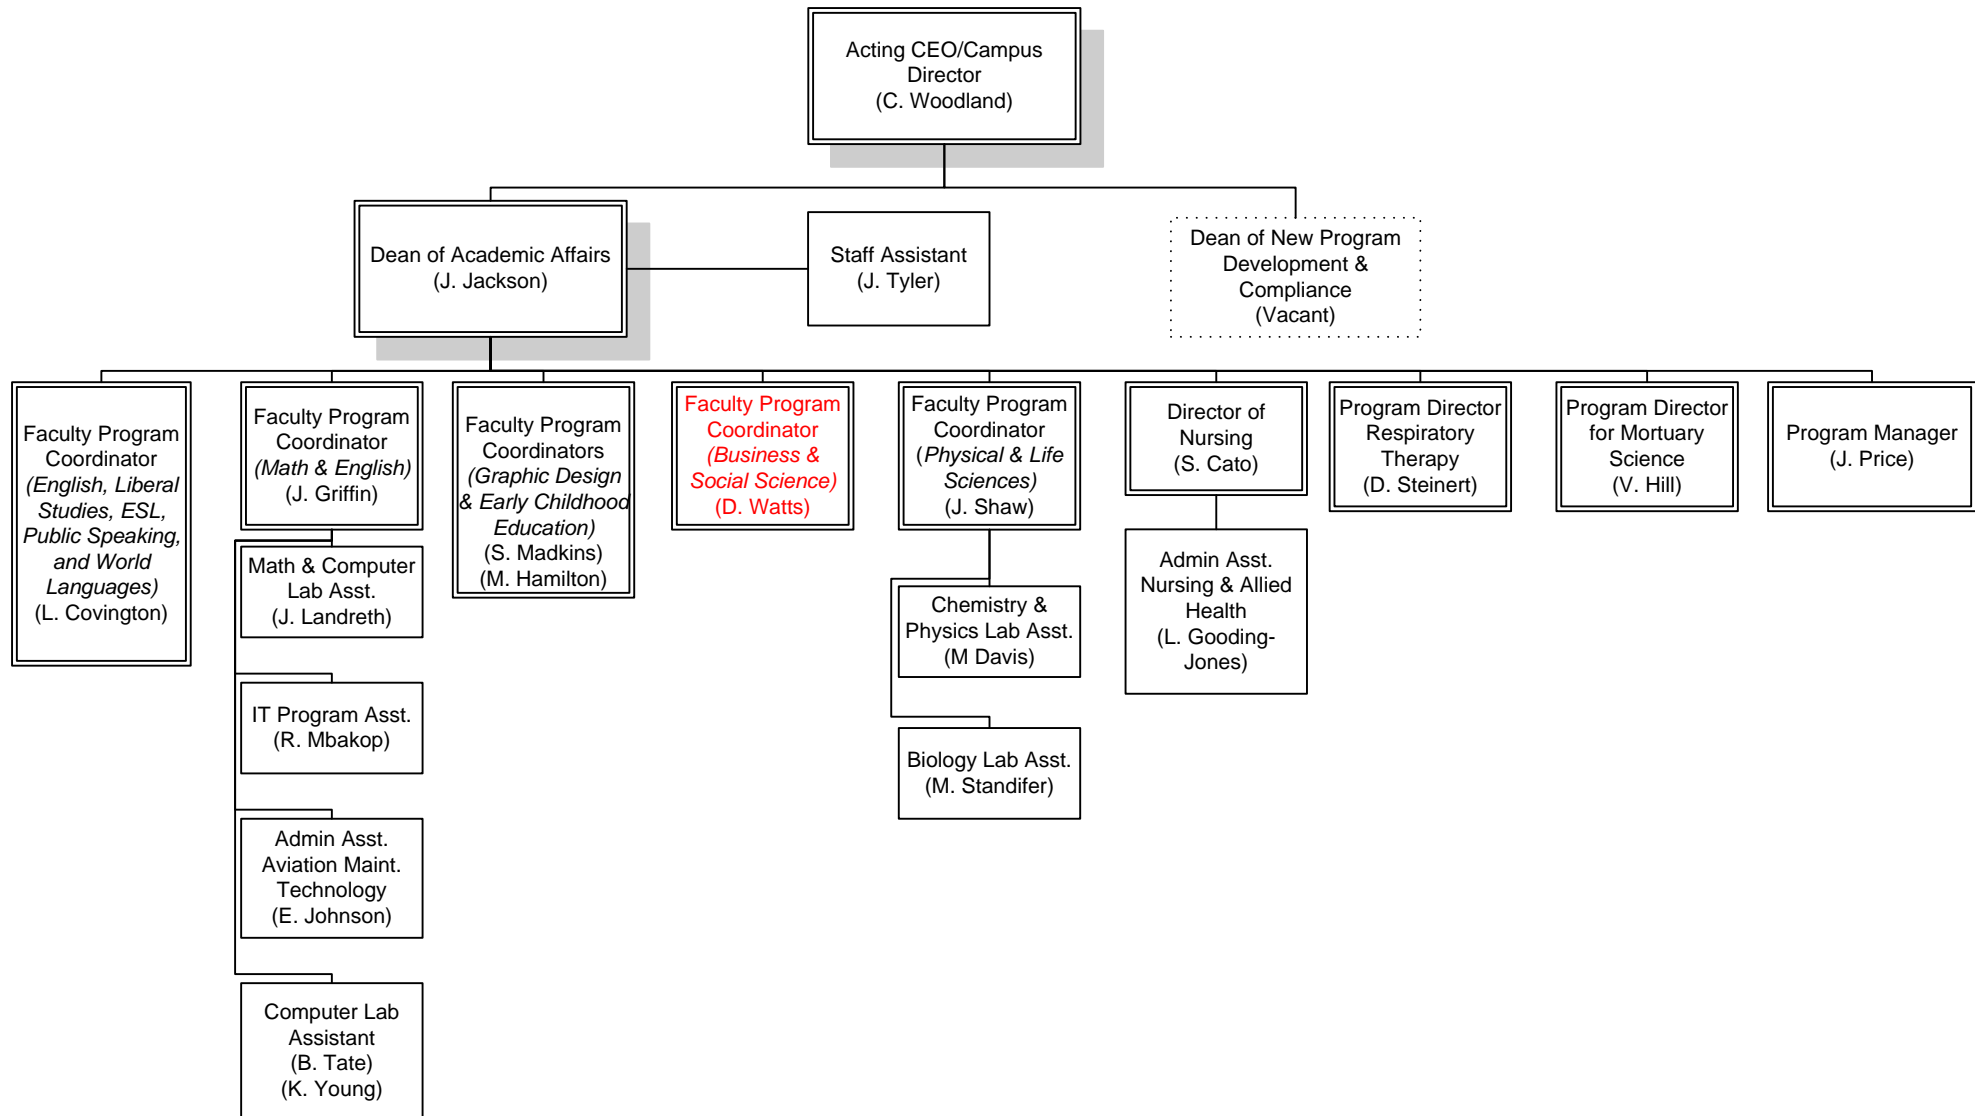 Acting CEO/Campus
Director
(C. Woodland)
Dean of Academic Affairs
(J. Jackson)
Staff Assistant
(J. Tyler)
Dean of New Program
Development &
Compliance
(Vacant)
Faculty Program
Coordinator
(English, Liberal
Studies, ESL,
Public Speaking,
and World
Languages)
(L. Covington)
Faculty Program
Coordinator
(Math & English)
(J. Griffin)
Faculty Program
Coordinators
(Graphic Design
& Early Childhood
Education)
(S. Madkins)
(M. Hamilton)
Faculty Program
Coordinator
(Business &
Social Science)
(D. Watts)
Faculty Program
Coordinator
(Physical & Life
Sciences)
(J. Shaw)
Director of
Nursing
(S. Cato)
Program Director
Respiratory
Therapy
(D. Steinert)
Program Director
for Mortuary
Science
(V. Hill)
Program Manager
(J. Price)
Math & Computer
Lab Asst.
(J. Landreth)
IT Program Asst.
(R. Mbakop)
Admin Asst.
Aviation Maint.
Technology
(E. Johnson)
Computer Lab
Assistant
(B. Tate)
(K. Young)
Chemistry &
Physics Lab Asst.
(M Davis)
Biology Lab Asst.
(M. Standifer)
Admin Asst.
Nursing & Allied
Health
(L. Gooding-
Jones)